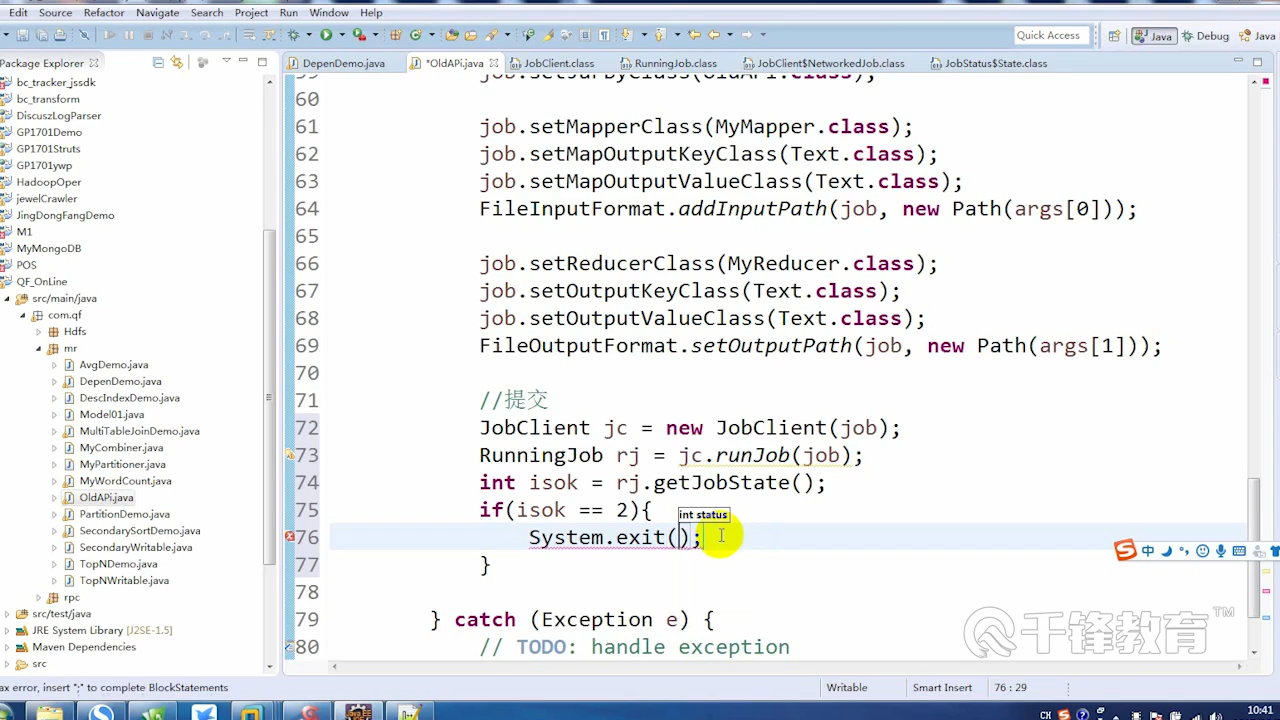 Edit Source Refactor Navigate Search Project Run Window Help
Quick Access
Java
Debug
Java
Package Explorer
DepenDemo.java
*OldAPi.java
JobClient.class
RunningJob.class
JobClient$NetworkedJob.class
JobStatus$State.class
bc_tracker_jssdk
bc_transform
DiscuszLogParser
GP1701Demo
GP1701Struts
GP1701ywp
HadoopOper
jewelCrawler
JingDongFangDemo
M1
MyMongoDB
POS
QF_OnLine
src/main/java
com.qf
Hdfs
mr
AvgDemo.java
DepenDemo.java
DescIndexDemo.java
Model01.java
MultiTableJoinDemo.java
MyCombiner.java
MyPartitioner.java
MyWordCount.java
OldAPi.java
PartitionDemo.java
SecondarySortDemo.java
SecondaryWritable.java
TopNDemo.java
TopNWritable.java
rpc
src/test/java
JRE System Library [J2SE-1.5]
Maven Dependencies
src
60
61 job.setMapperClass(MyMapper.class);
62 job.setMapOutputKeyClass(Text.class);
63 job.setMapOutputValueClass(Text.class);
64 FileInputFormat.addInputPath(job, new Path(args[0]));
65
66 job.setReducerClass(MyReducer.class);
67 job.setOutputKeyClass(Text.class);
68 job.setOutputValueClass(Text.class);
69 FileOutputFormat.setOutputPath(job, new Path(args[1]));
70
71 //提交
72 JobClient jc = new JobClient(job);
73 RunningJob rj = jc.runJob(job);
74 int isok = rj.getJobState();
75 if(isok == 2){
int status
76 System.exit();
77 }
78
79 } catch (Exception e) {
80 // TODO: handle exception
中
千锋教育™
ax error, insert ";" to complete BlockStatements
Writable
Smart Insert
76 : 29
CH
10:41